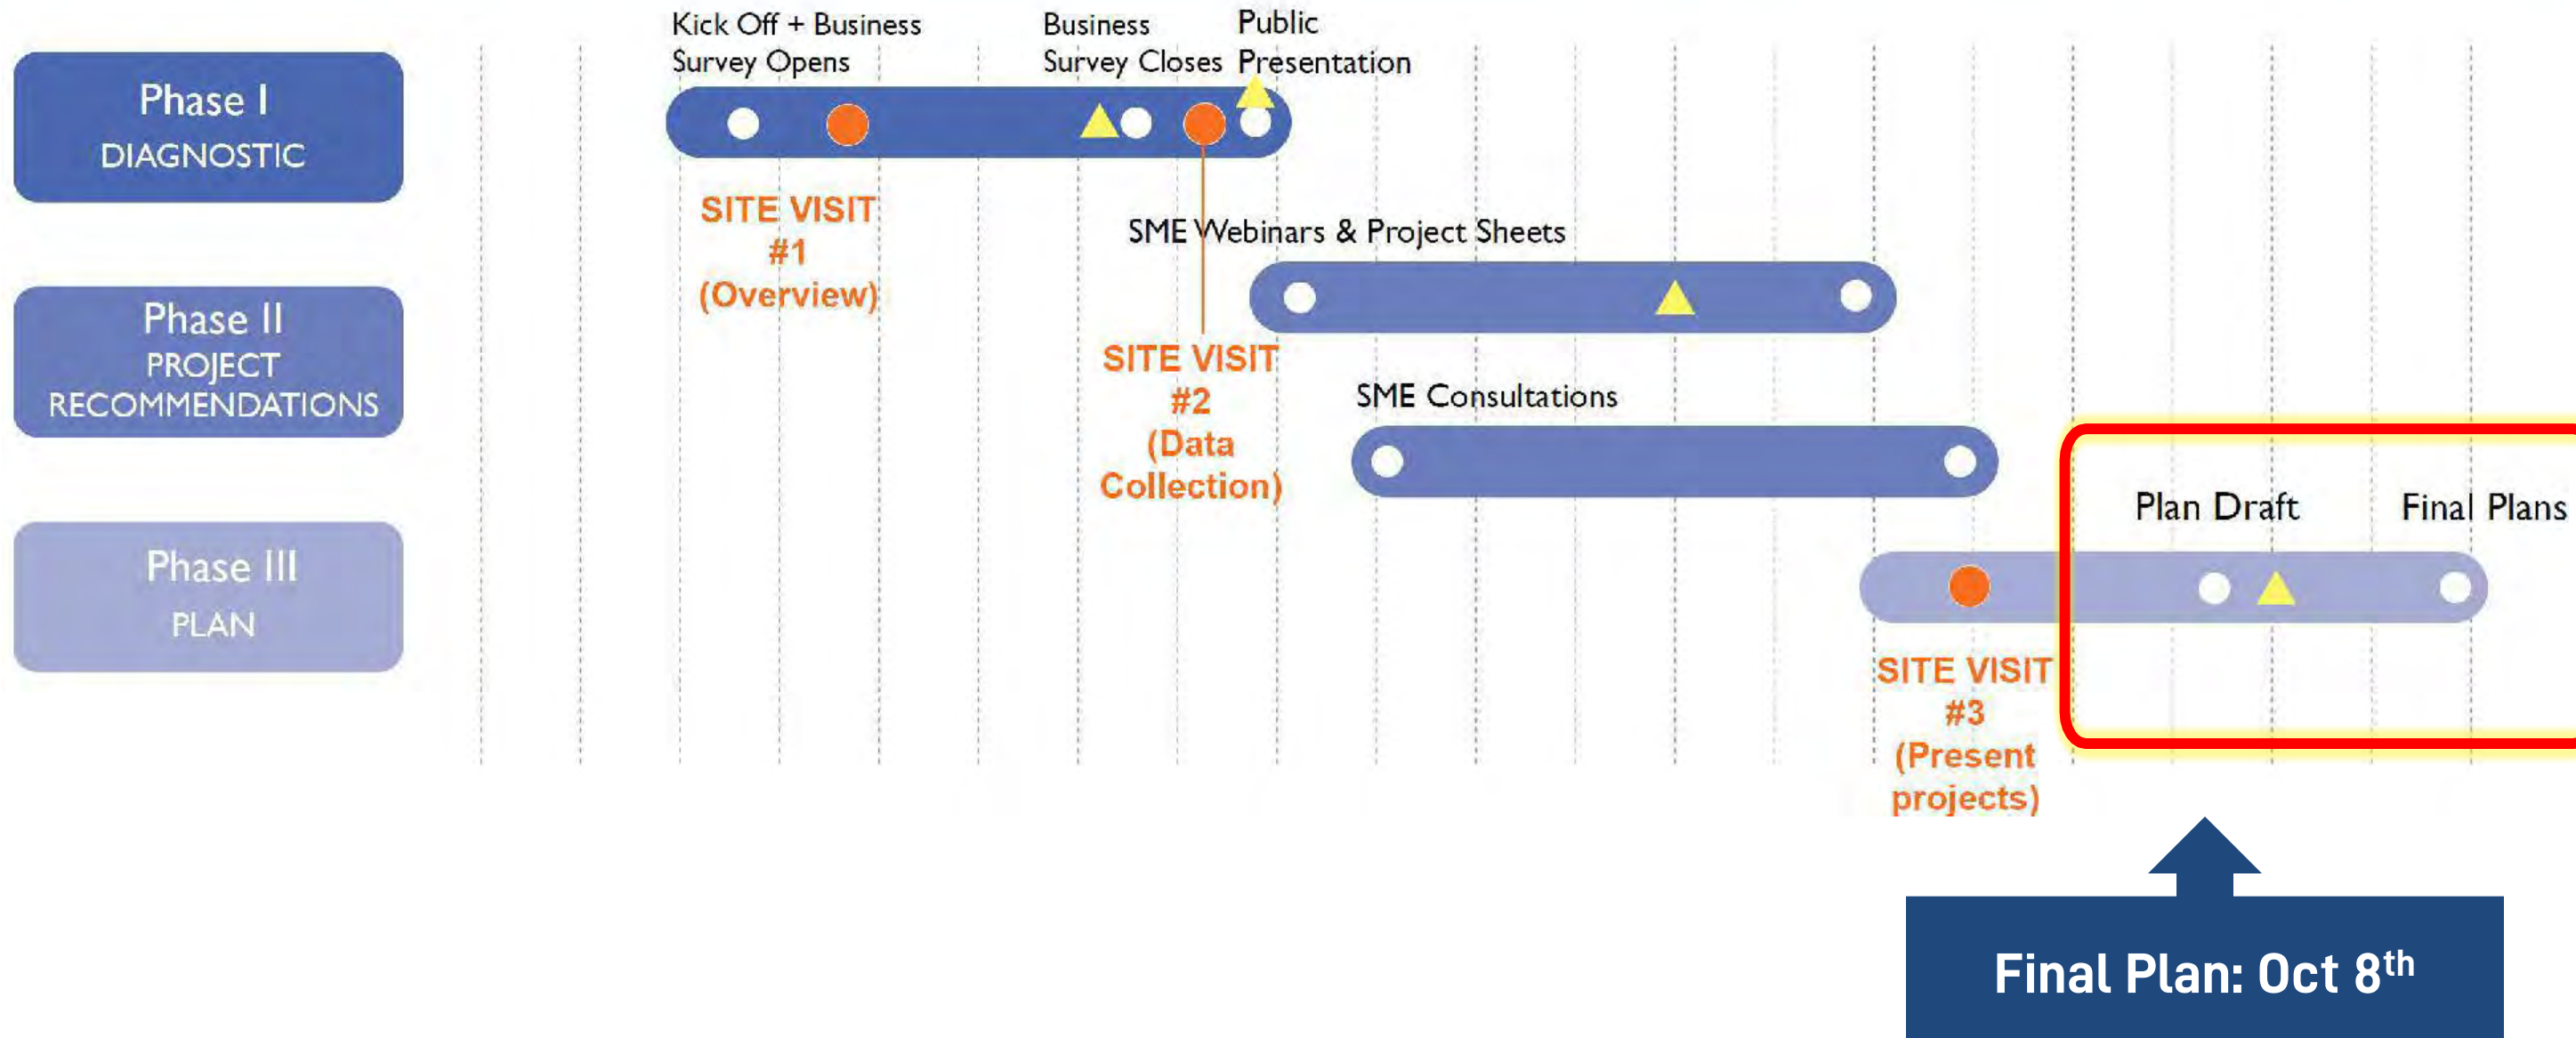 Kick Off + Business
Survey Opens
Business
Survey Closes
Public
Presentation
Phase I
DIAGNOSTIC
SITE VISIT
#1
(Overview)
SME Webinars & Project Sheets
Phase II
PROJECT
RECOMMENDATIONS
SITE VISIT
#2
(Data
Collection)
SME Consultations
Plan Draft
Final Plans
Phase III
PLAN
SITE VISIT
#3
(Present
projects)
Final Plan: Oct 8th